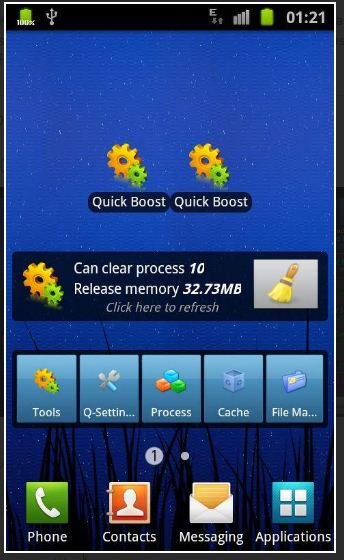 100%
E
01:21
Quick Boost Quick Boost
Can clear process 10
Release memory 32.73MB
Click here to refresh
Tools Q-Settin... Process Cache File Ma...
1
Phone Contacts Messaging Applications